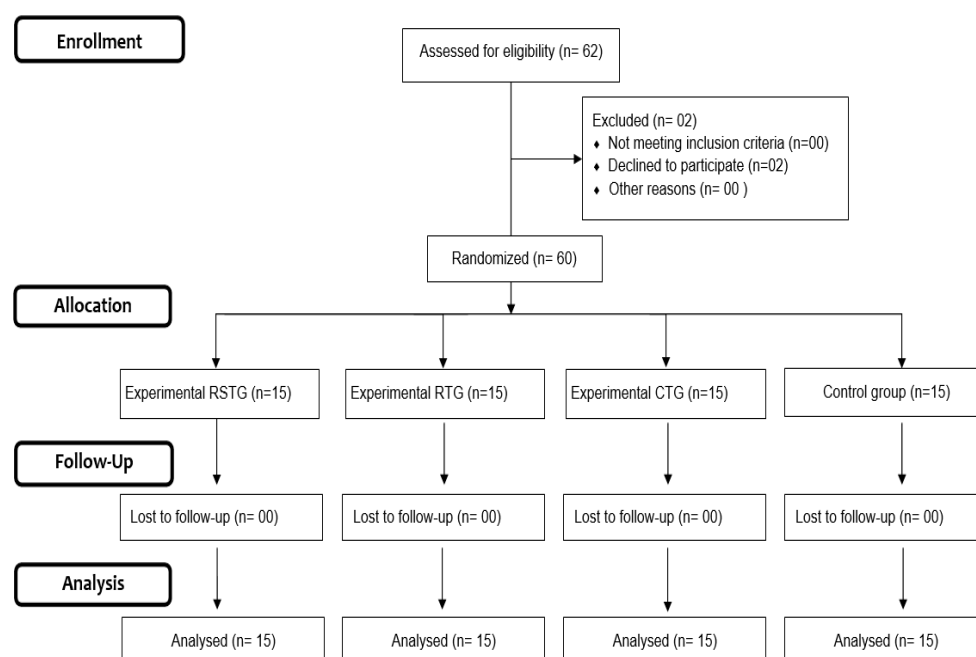 Enrollment
Assessed for eligibility (n= 62)
Excluded (n= 02)
♦ Not meeting inclusion criteria (n=00)
♦ Declined to participate (n=02)
♦ Other reasons (n= 00 )
Randomized (n= 60)
Allocation
Experimental RSTG (n=15)
Experimental RTG (n=15)
Experimental CTG (n=15)
Control group (n=15)
Follow-Up
Lost to follow-up (n= 00)
Lost to follow-up (n= 00)
Lost to follow-up (n= 00)
Lost to follow-up (n= 00)
Analysis
Analysed (n= 15)
Analysed (n= 15)
Analysed (n= 15)
Analysed (n= 15)